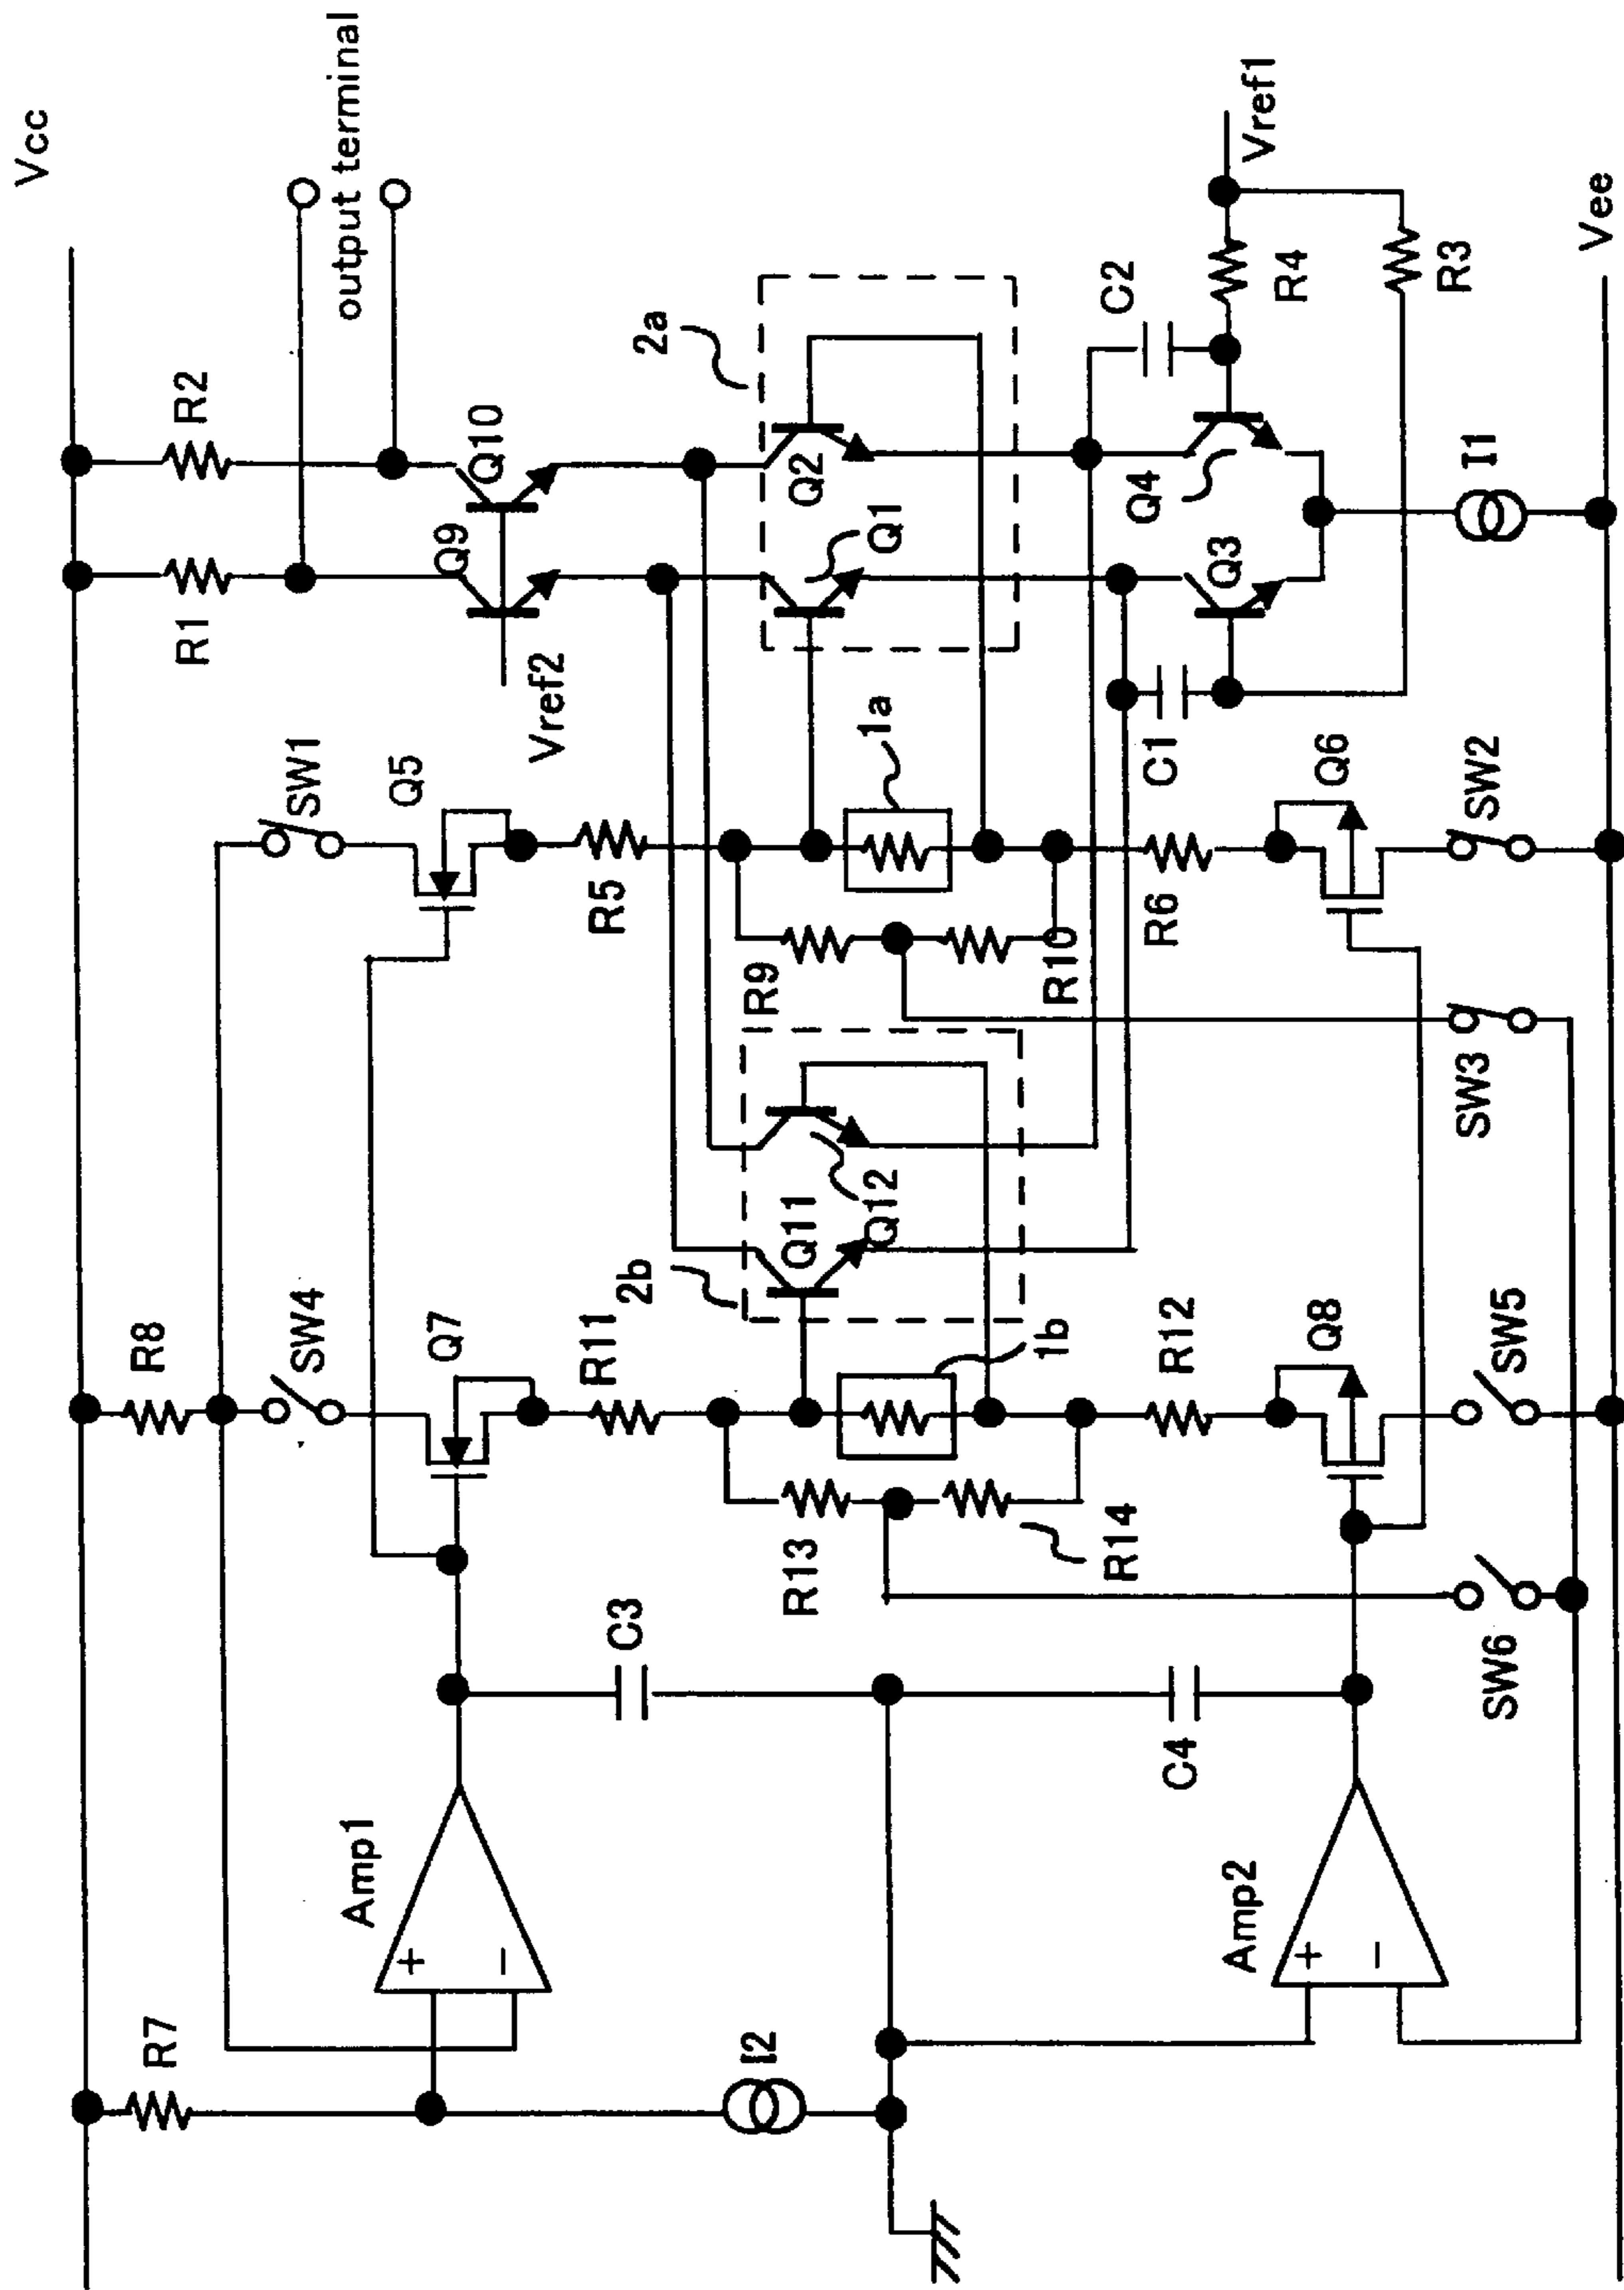 Vcc
output terminal
R1
R2
Q9
Q10
Vref2
R8
SW4
SW1
Q7
Q5
R11
R5
2b
2a
Q11
Q12
Q2
Q1
1b
1a
R13
R14
R9
R10
R7
Amp1
+
−
C3
I2
C4
Amp2
+
−
R12
R6
C1
C2
Q8
Q6
Q3
Q4
R4
Vref1
R3
SW6
SW5
SW3
SW2
I1
Vee